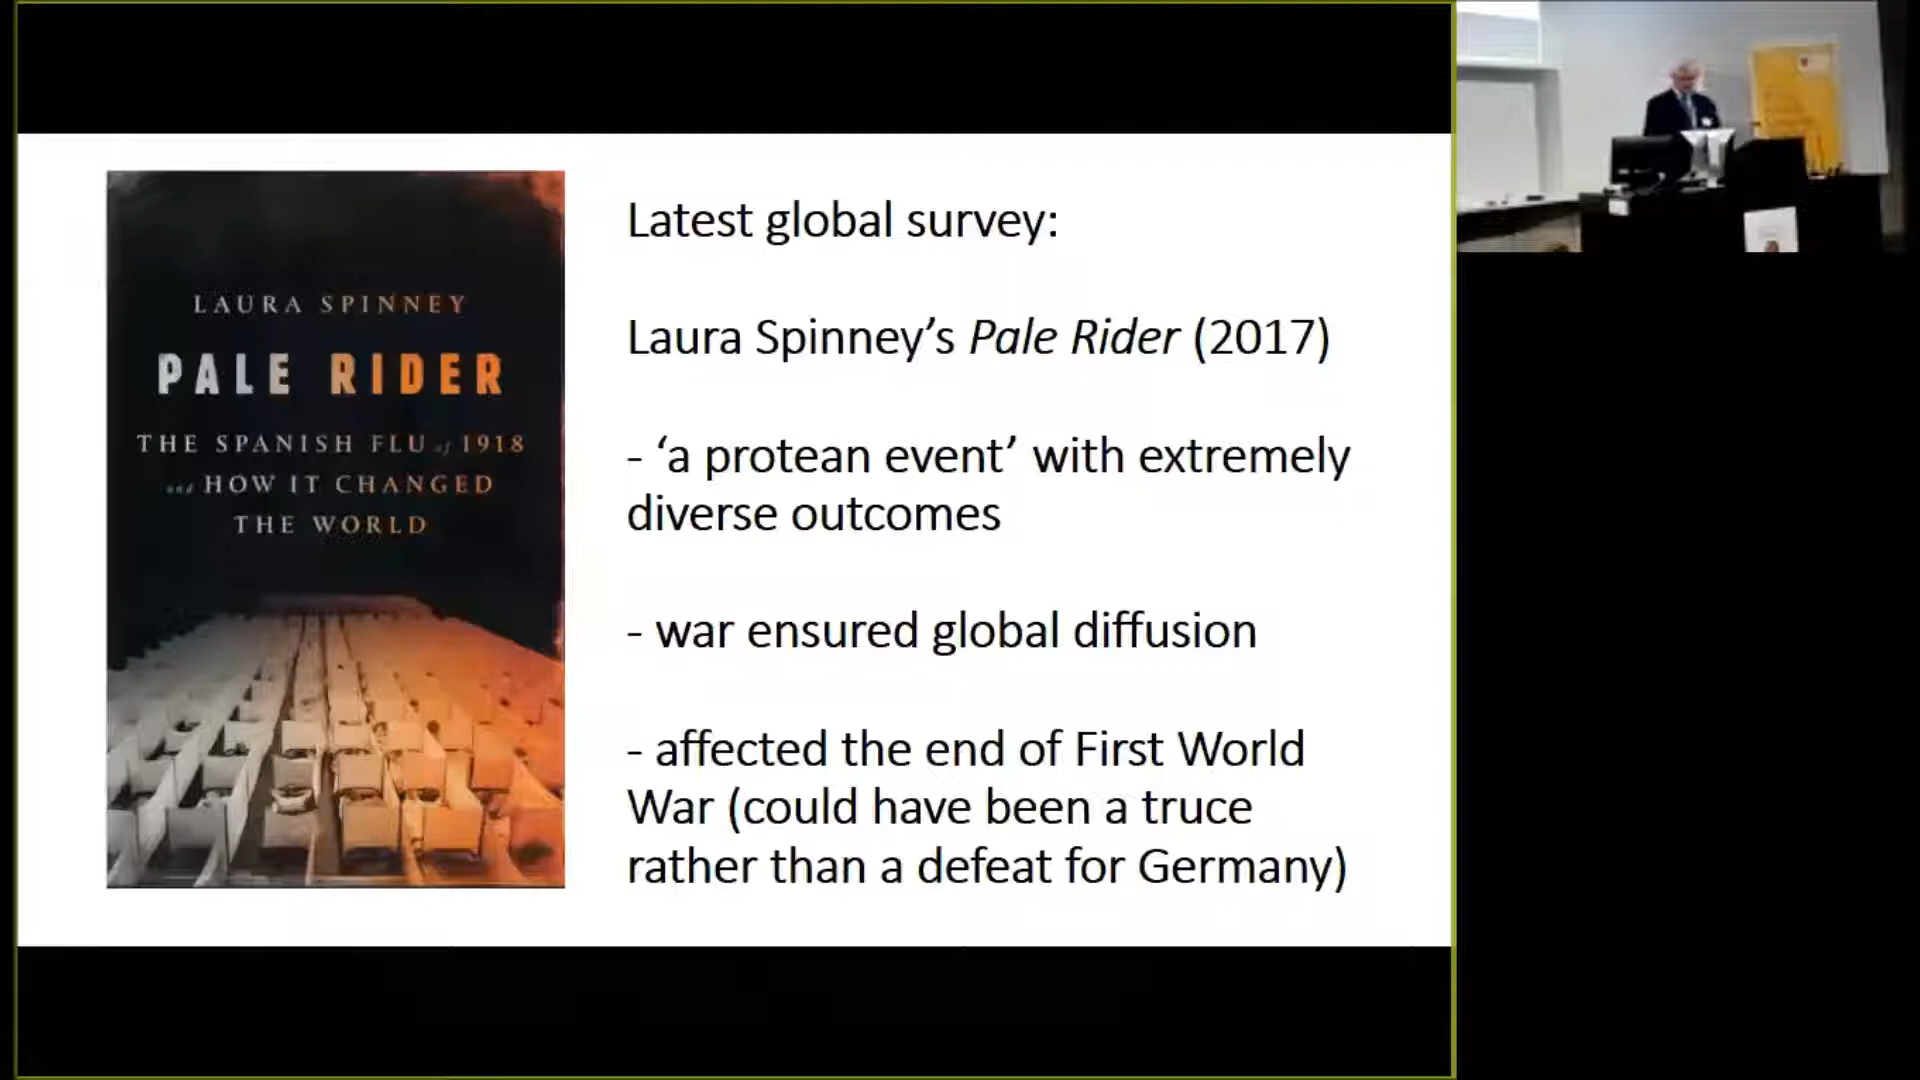 LAURA SPINNEY
PALE RIDER
THE SPANISH FLU of 1918
and HOW IT CHANGED
THE WORLD
Latest global survey:
Laura Spinney’s Pale Rider (2017)
- ‘a protean event’ with extremely
diverse outcomes
- war ensured global diffusion
- affected the end of First World
War (could have been a truce
rather than a defeat for Germany)